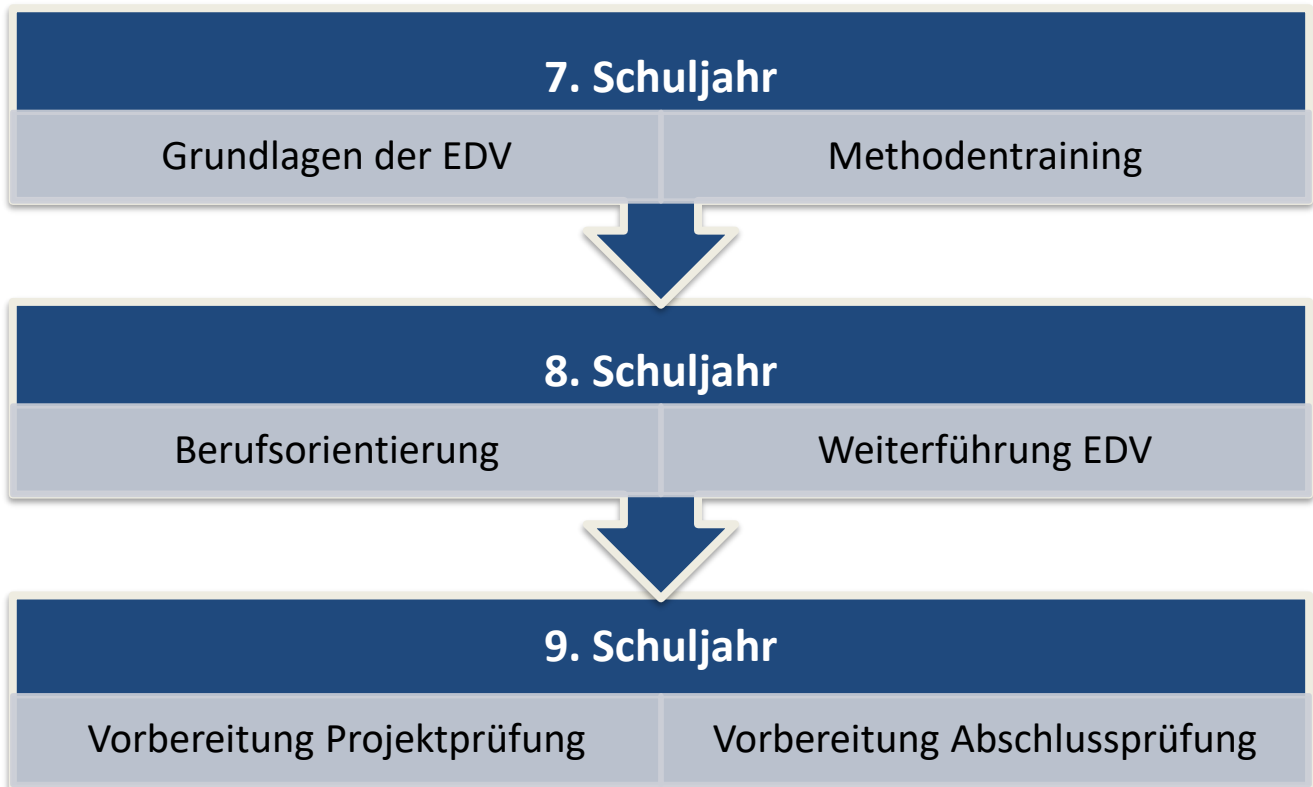 7. Schuljahr
Grundlagen der EDV
Methodentraining
8. Schuljahr
Berufsorientierung
Weiterführung EDV
9. Schuljahr
Vorbereitung Projektprüfung
Vorbereitung Abschlussprüfung